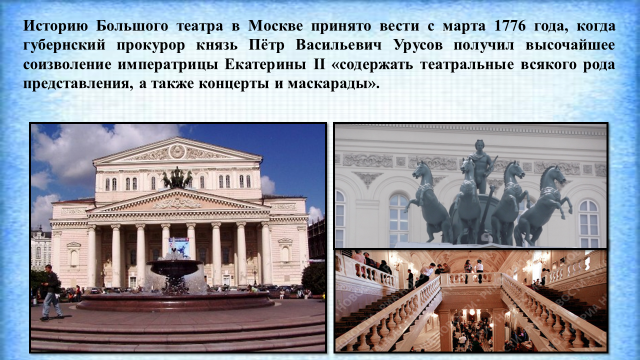 Историю Большого театра в Москве принято вести с марта 1776 года, когда
губернский прокурор князь Пётр Васильевич Урусов получил высочайшее
соизволение императрицы Екатерины II «содержать театральные всякого рода
представления, а также концерты и маскарады».